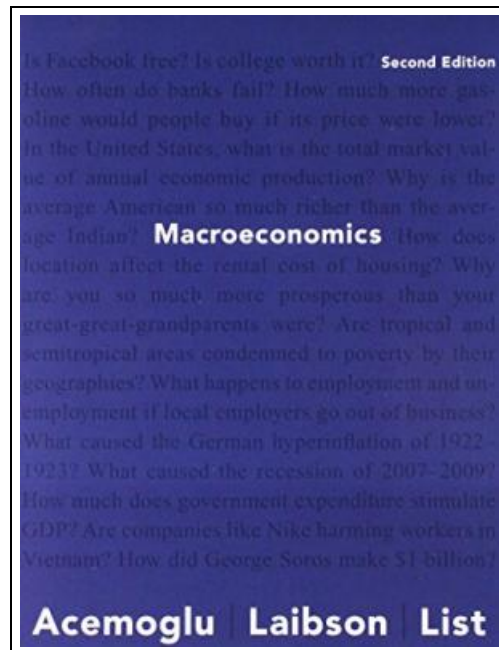 Is Facebook free? Is college worth it? Second Edition
How often do banks fail? How much more gas-
oline would people buy if its price were lower?
In the United States, what is the total market val-
ue of annual economic production? Why is the
average American so much richer than the aver-
age Indian? Macroeconomics How does
location affect the rental cost of housing? Why
are you so much more prosperous than your
great-great-grandparents were? Are tropical and
semitropical areas condemned to poverty by their
geographies? What happens to employment and un-
employment if local employers go out of business?
What caused the German hyperinflation of 1922-
1923? What caused the recession of 2007-2009?
How much does government expenditure stimulate
GDP? Are companies like Nike harming workers in
Vietnam? How did George Soros make $1 billion?
Acemoglu | Laibson | List